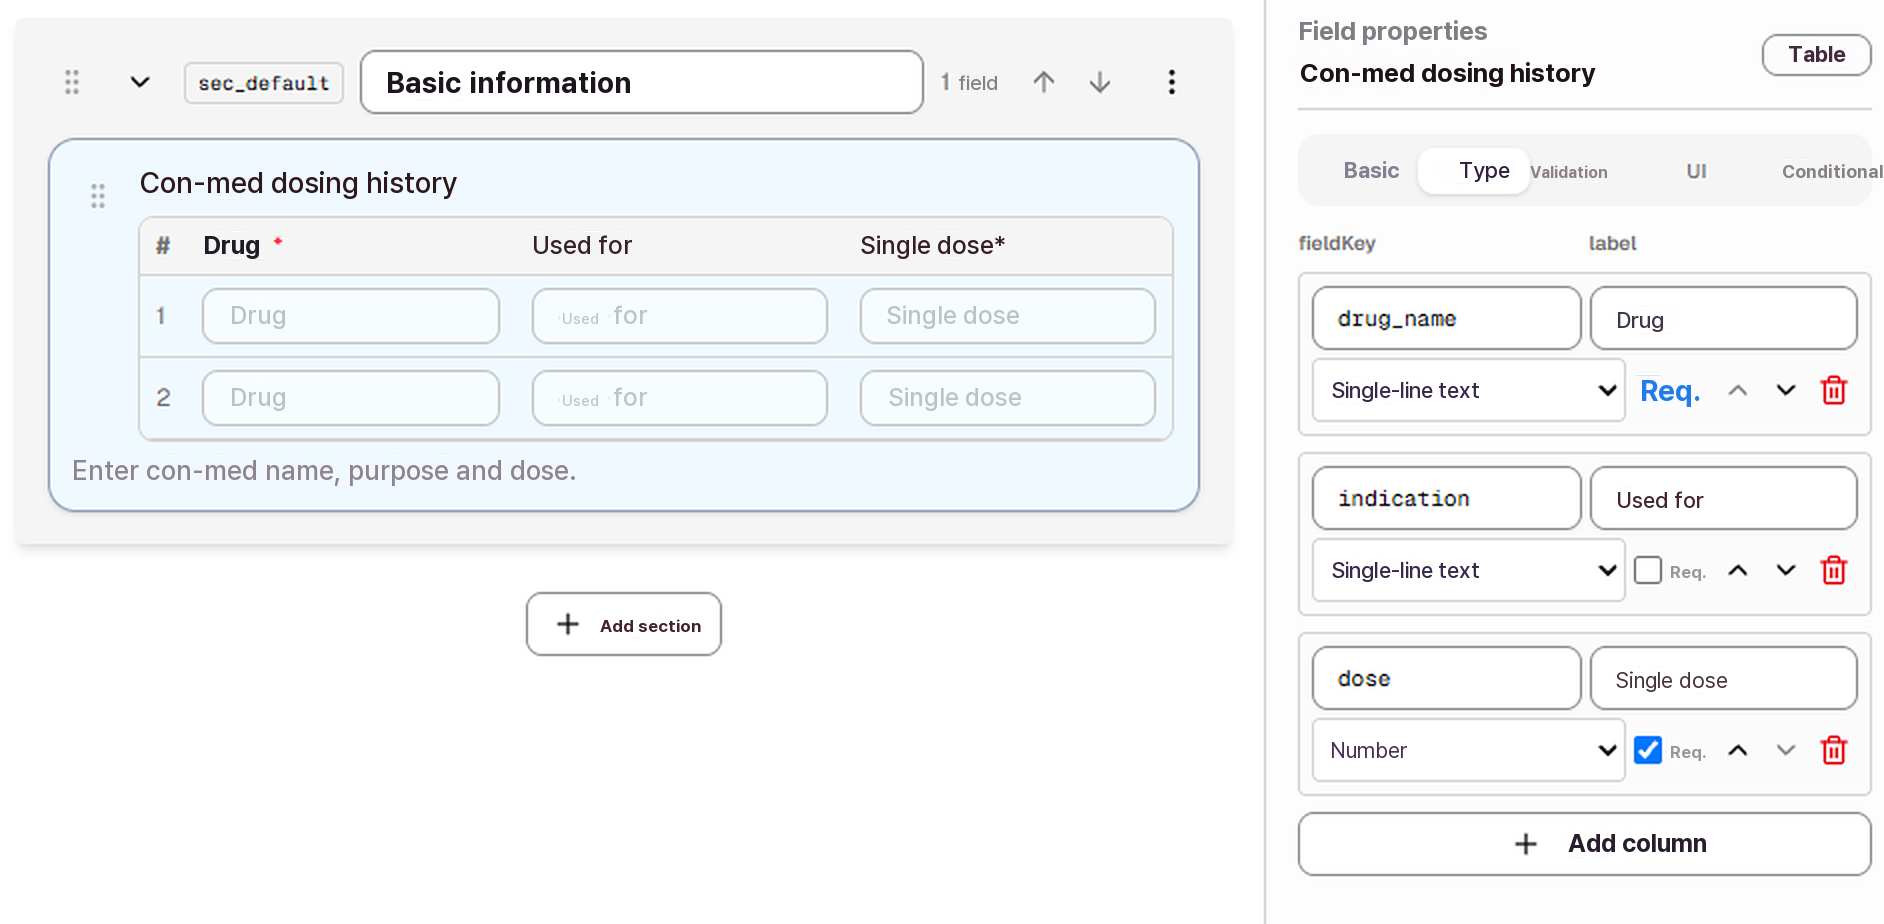 sec_default
Basic information
1 field
Con-med dosing history
# Drug * Used for Single dose*
1 Drug Used for Single dose
2 Drug Used for Single dose
Enter con-med name, purpose and dose.
Add section
Field properties
Con-med dosing history
Table
Basic Type Validation UI Conditional
fieldKey label
drug_name Drug
Single-line text Req.
indication Used for
Single-line text Req.
dose Single dose
Number Req.
Add column